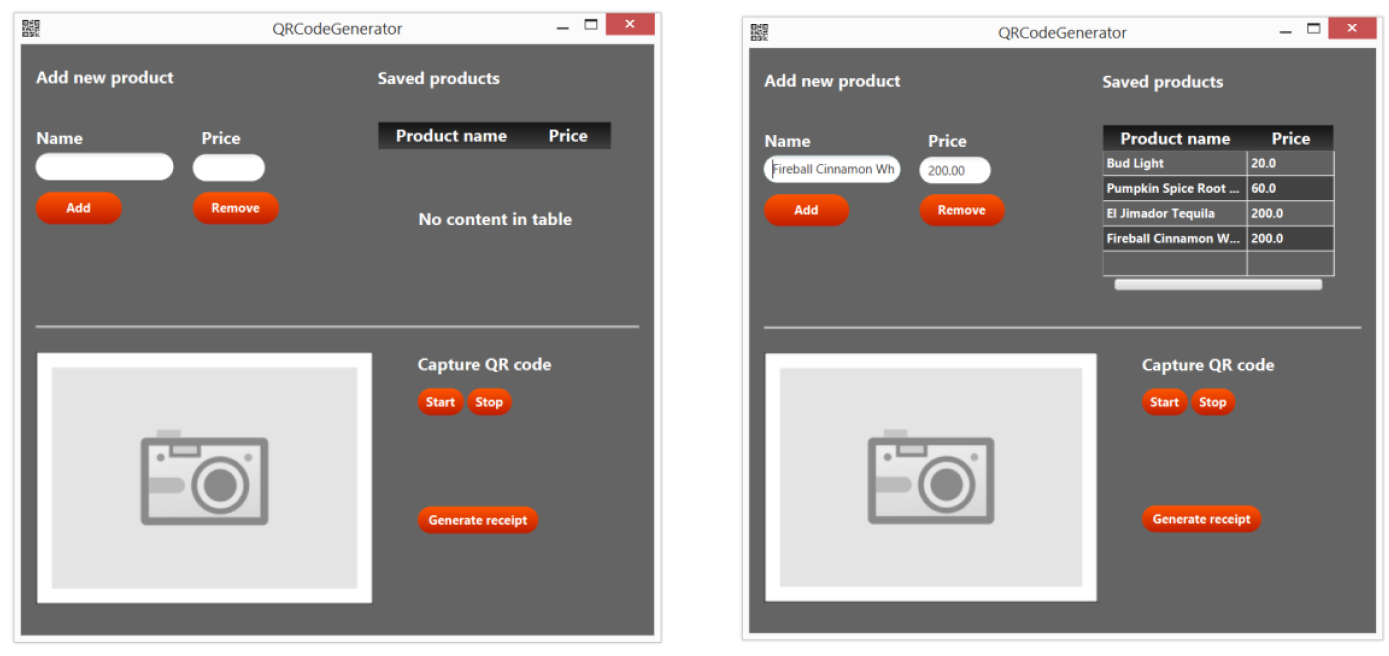 QRCodeGenerator
Add new product
Saved products
Name
Price
Product name
Price
Add
Remove
No content in table
Capture QR code
Start
Stop
Generate receipt
QRCodeGenerator
Add new product
Saved products
Name
Price
Fireball Cinnamon Wh
200.00
Add
Remove
Product name
Price
Bud Light
20.0
Pumpkin Spice Root ...
60.0
El Jimador Tequila
200.0
Fireball Cinnamon W...
200.0
Capture QR code
Start
Stop
Generate receipt